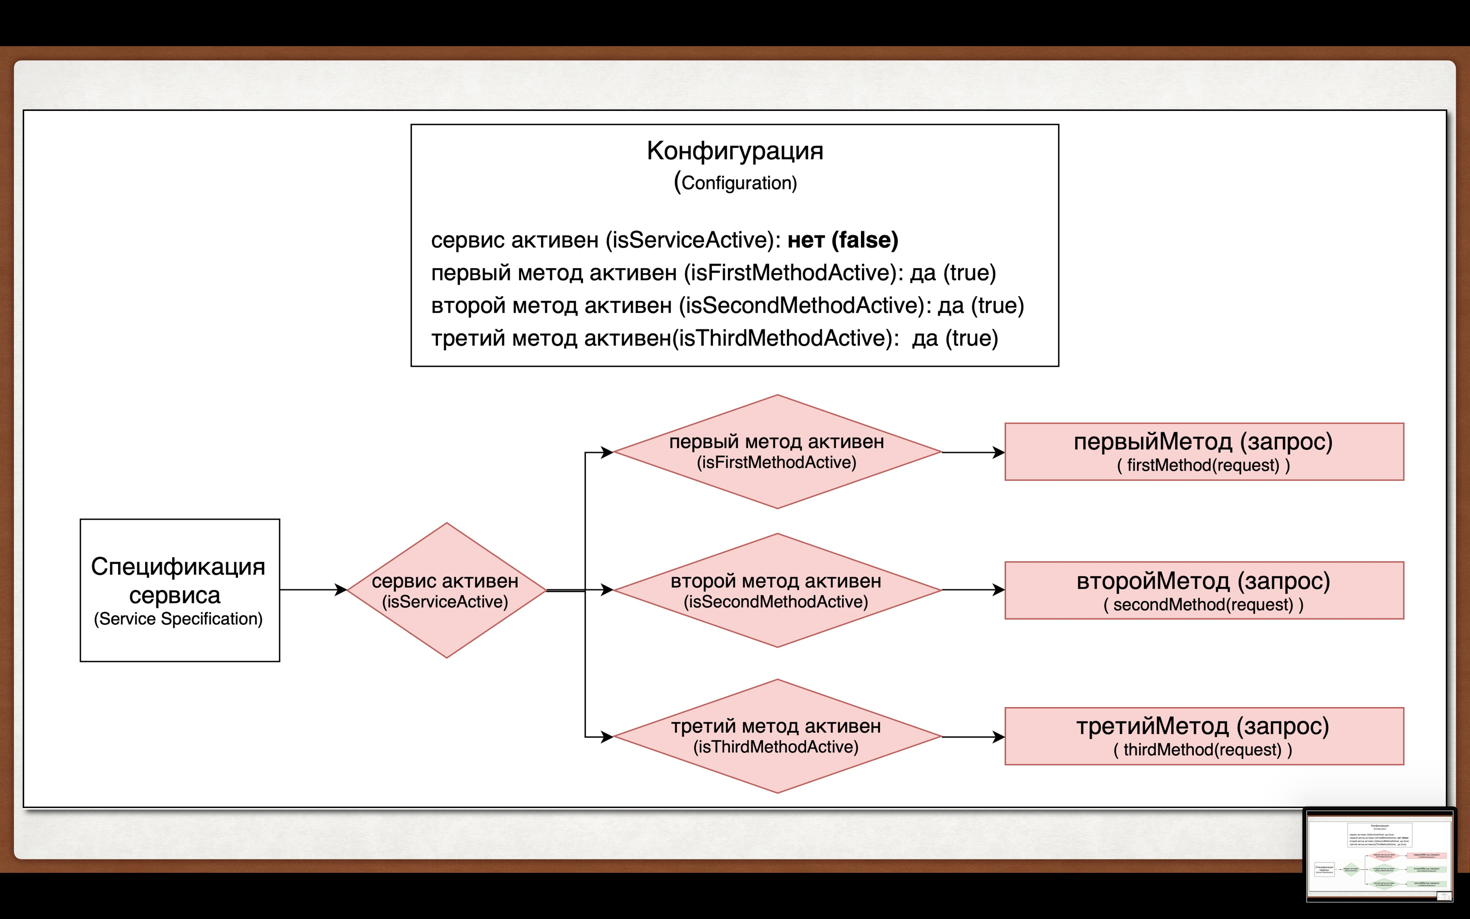 Конфигурация
(Configuration)
сервис активен (isServiceActive): нет (false)
первый метод активен (isFirstMethodActive): да (true)
второй метод активен (isSecondMethodActive): да (true)
третий метод активен(isThirdMethodActive):  да (true)
первый метод активен
(isFirstMethodActive)
первыйМетод (запрос)
( firstMethod(request) )
Спецификация
сервиса
(Service Specification)
сервис активен
(isServiceActive)
второй метод активен
(isSecondMethodActive)
второйМетод (запрос)
( secondMethod(request) )
третий метод активен
(isThirdMethodActive)
третийМетод (запрос)
( thirdMethod(request) )